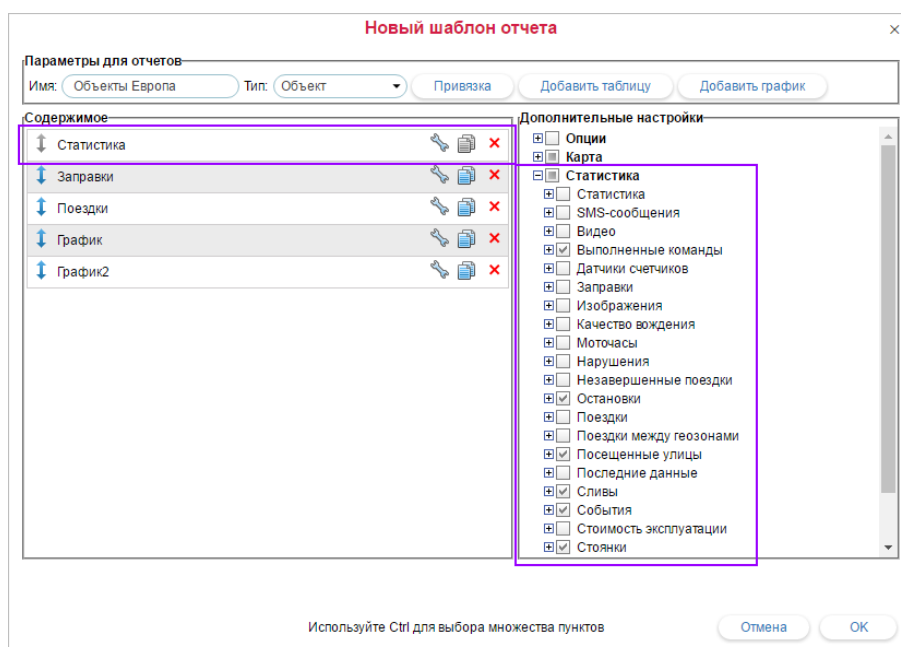 Новый шаблон отчета
Параметры для отчетов
Имя: Объекты Европа Тип: Объект Привязка Добавить таблицу Добавить график
Содержимое
Статистика
Заправки
Поездки
График
График2
Дополнительные настройки
Опции
Карта
Статистика
Статистика
SMS-сообщения
Видео
Выполненные команды
Датчики счетчиков
Заправки
Изображения
Качество вождения
Моточасы
Нарушения
Незавершенные поездки
Остановки
Поездки
Поездки между геозонами
Посещенные улицы
Последние данные
Сливы
События
Стоимость эксплуатации
Стоянки
Используйте Ctrl для выбора множества пунктов
Отмена OK